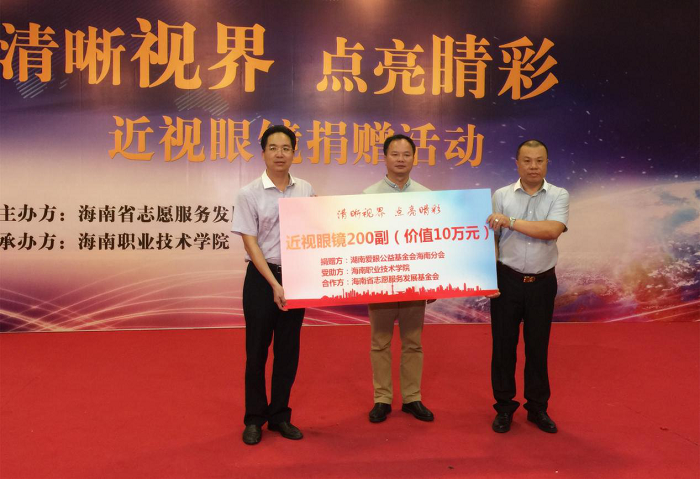 清晰视界 点亮睛彩
近视眼镜捐赠活动
主办方：海南省志愿服务发
承办方：海南职业技术学院
清晰视界 点亮睛彩
近视眼镜200副（价值10万元）
捐赠方：湖南爱眼公益基金会海南分会
受助方：海南职业技术学院
合作方：海南省志愿服务发展基金会